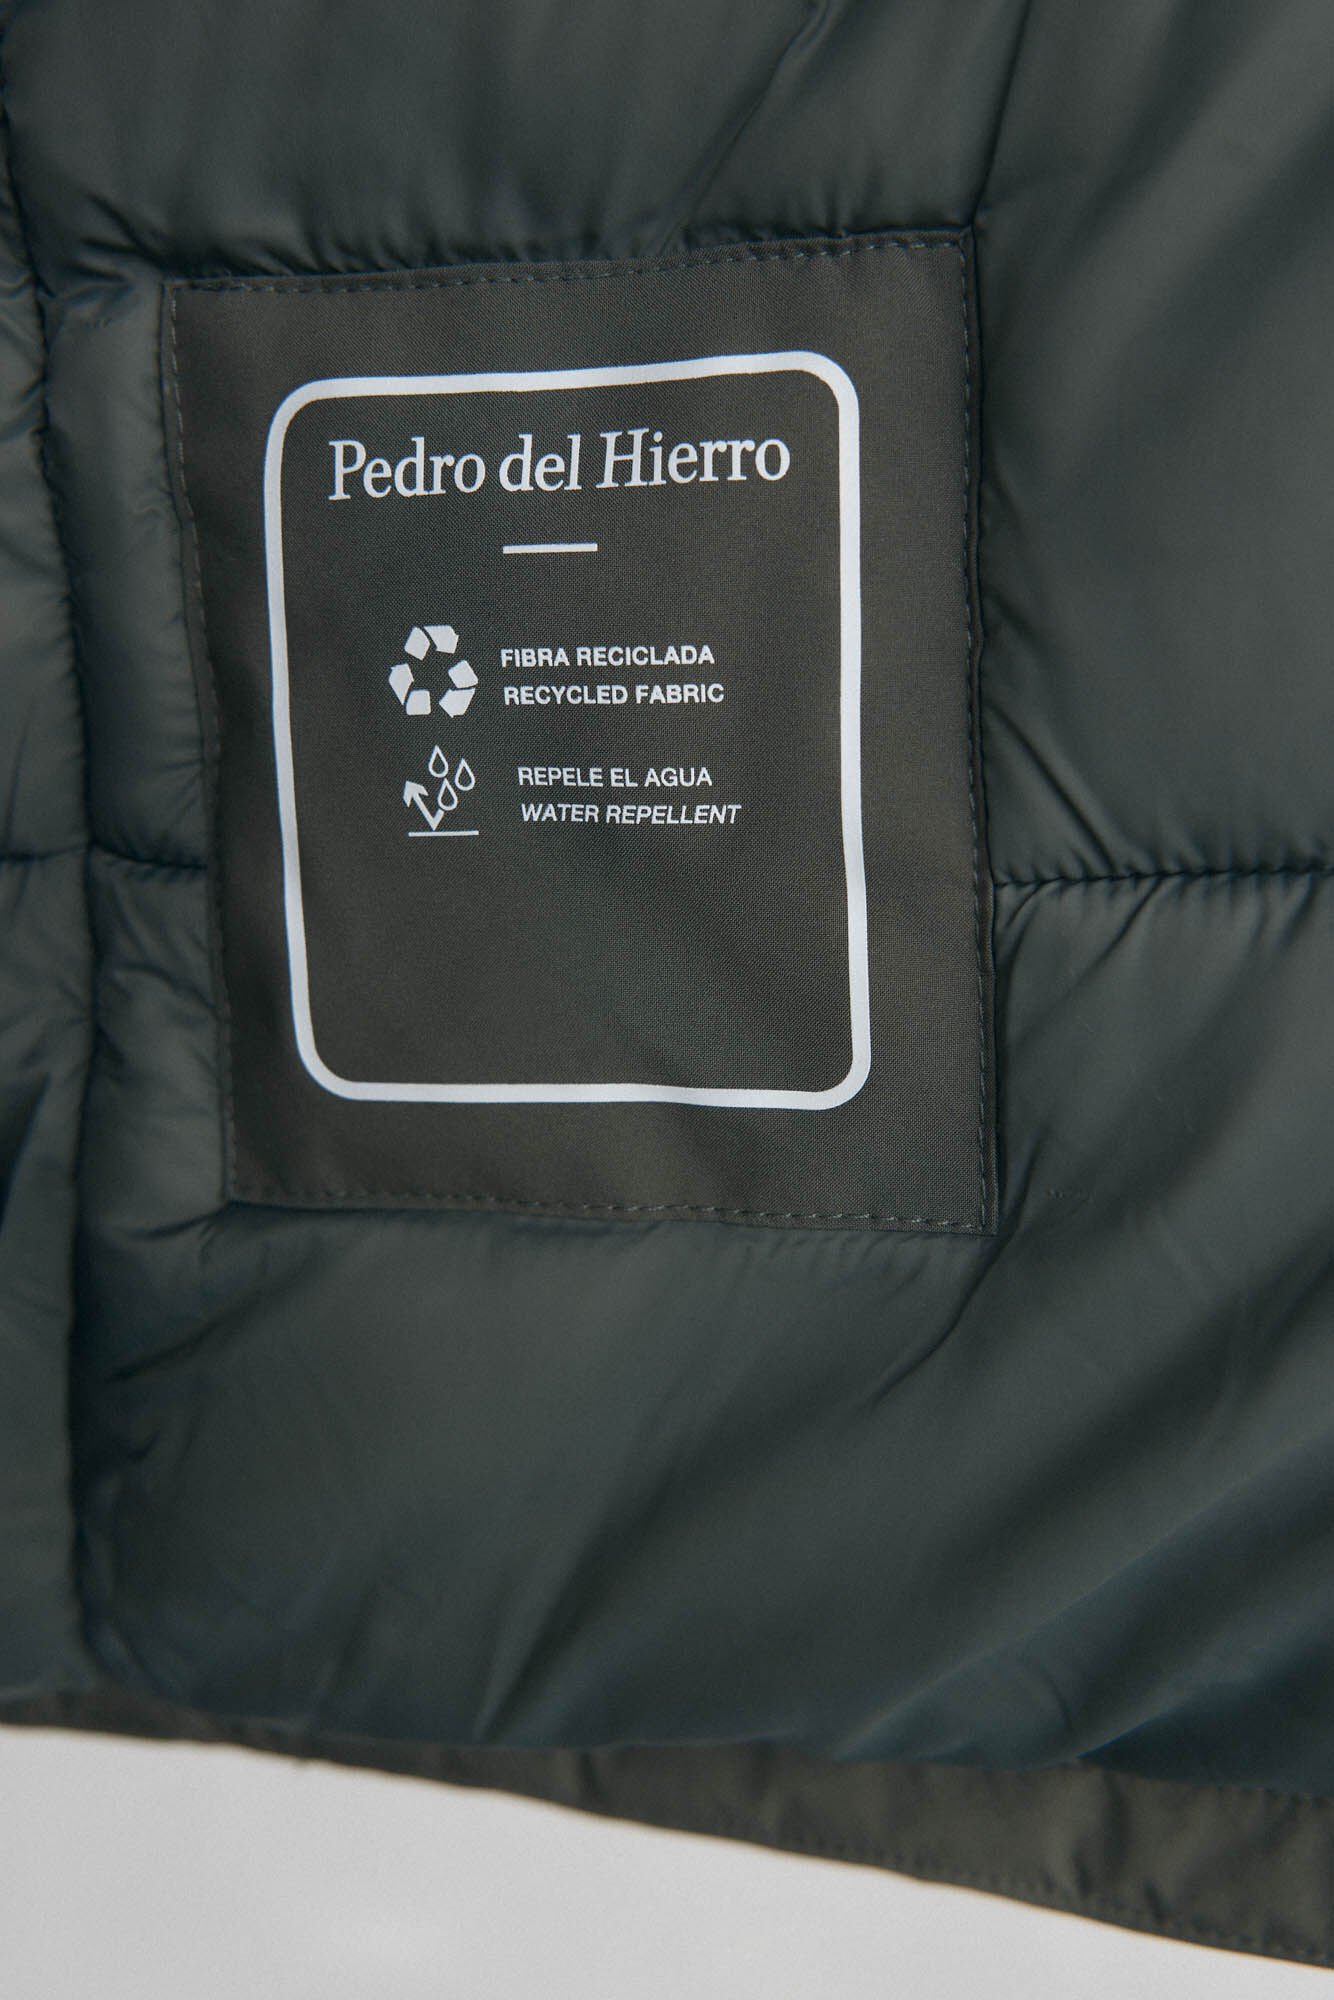 Pedro del Hierro
FIBRA RECICLADA
RECYCLED FABRIC
REPELE EL AGUA
WATER REPELLENT